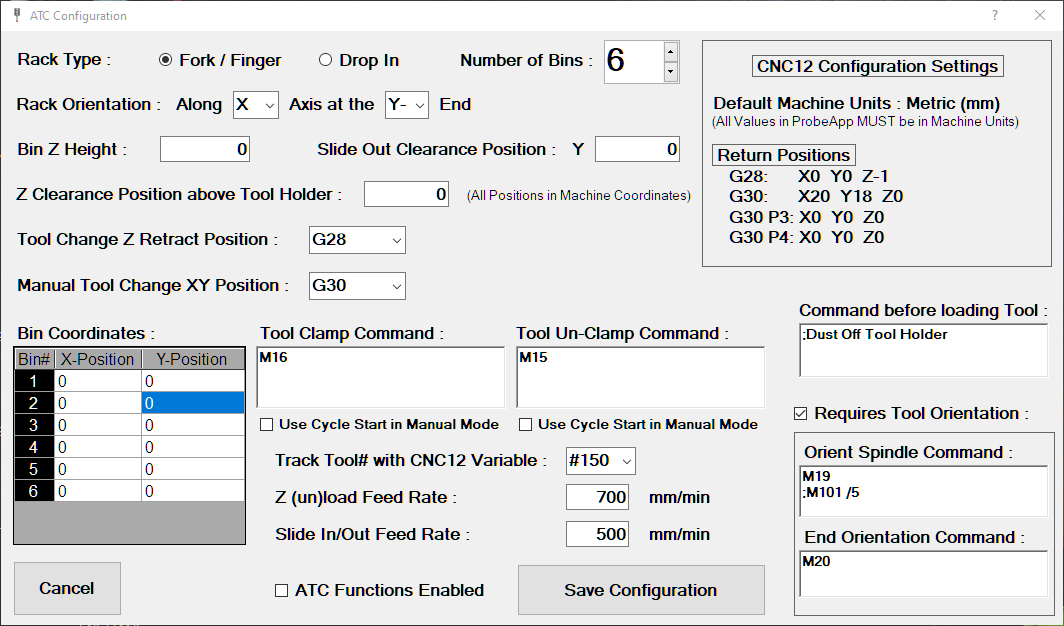 ATC Configuration
Rack Type : Fork / Finger Drop In Number of Bins : 6
Rack Orientation : Along X Axis at the Y- End
Bin Z Height : 0 Slide Out Clearance Position : Y 0
Z Clearance Position above Tool Holder : 0 (All Positions in Machine Coordinates)
Tool Change Z Retract Position : G28
Manual Tool Change XY Position : G30
CNC12 Configuration Settings
Default Machine Units : Metric (mm)
(All Values in ProbeApp MUST be in Machine Units)
Return Positions
G28: X0 Y0 Z-1
G30: X20 Y18 Z0
G30 P3: X0 Y0 Z0
G30 P4: X0 Y0 Z0
Bin Coordinates :
Bin# X-Position Y-Position
1 0 0
2 0 0
3 0 0
4 0 0
5 0 0
6 0 0
Tool Clamp Command :
M16
Use Cycle Start in Manual Mode
Tool Un-Clamp Command :
M15
Use Cycle Start in Manual Mode
Track Tool# with CNC12 Variable : #150
Z (un)load Feed Rate : 700 mm/min
Slide In/Out Feed Rate : 500 mm/min
Command before loading Tool :
;Dust Off Tool Holder
Requires Tool Orientation :
Orient Spindle Command :
M19
;M101 /5
End Orientation Command :
M20
Cancel
ATC Functions Enabled
Save Configuration